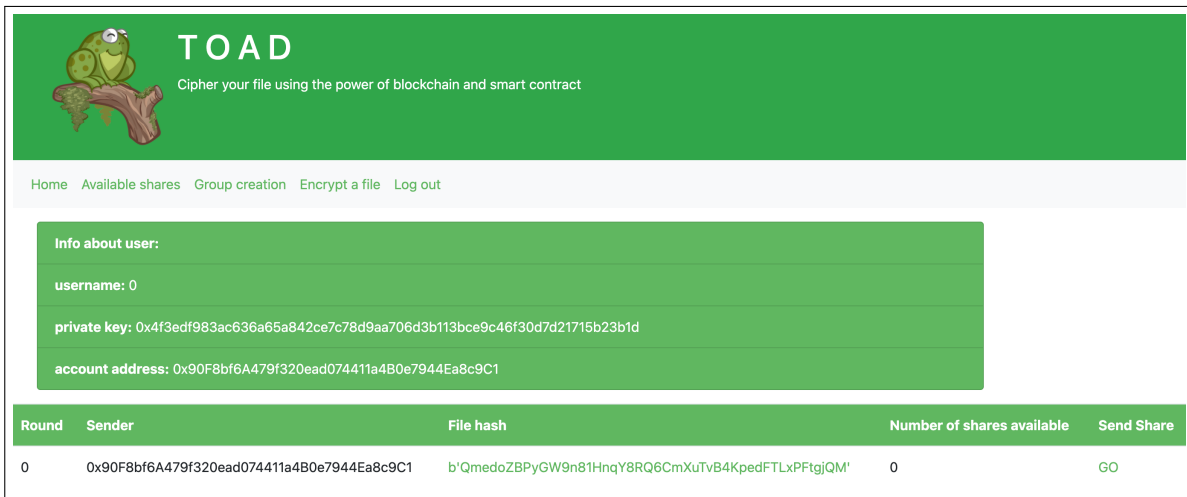 T O A D
Cipher your file using the power of blockchain and smart contract
Home Available shares Group creation Encrypt a file Log out
Info about user:
username: 0
private key: 0x4f3edf983ac636a65a842ce7c78d9aa706d3b113bce9c46f30d7d21715b23b1d
account address: 0x90F8bf6A479f320ead074411a4B0e7944Ea8c9C1
Round Sender File hash Number of shares available Send Share
0 0x90F8bf6A479f320ead074411a4B0e7944Ea8c9C1 b'QmedoZBPyGW9n81HnqY8RQ6CmXuTvB4KpedFTLxPFtgjQM' 0 GO